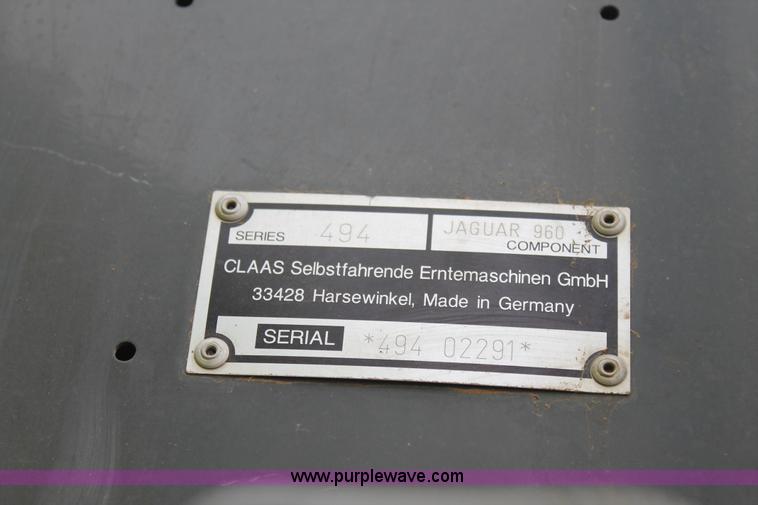 SERIES 494 JAGUAR 960
COMPONENT
CLAAS Selbstfahrende Erntemaschinen GmbH
33428 Harsewinkel, Made in Germany
SERIAL *494 02291*
www.purplewave.com